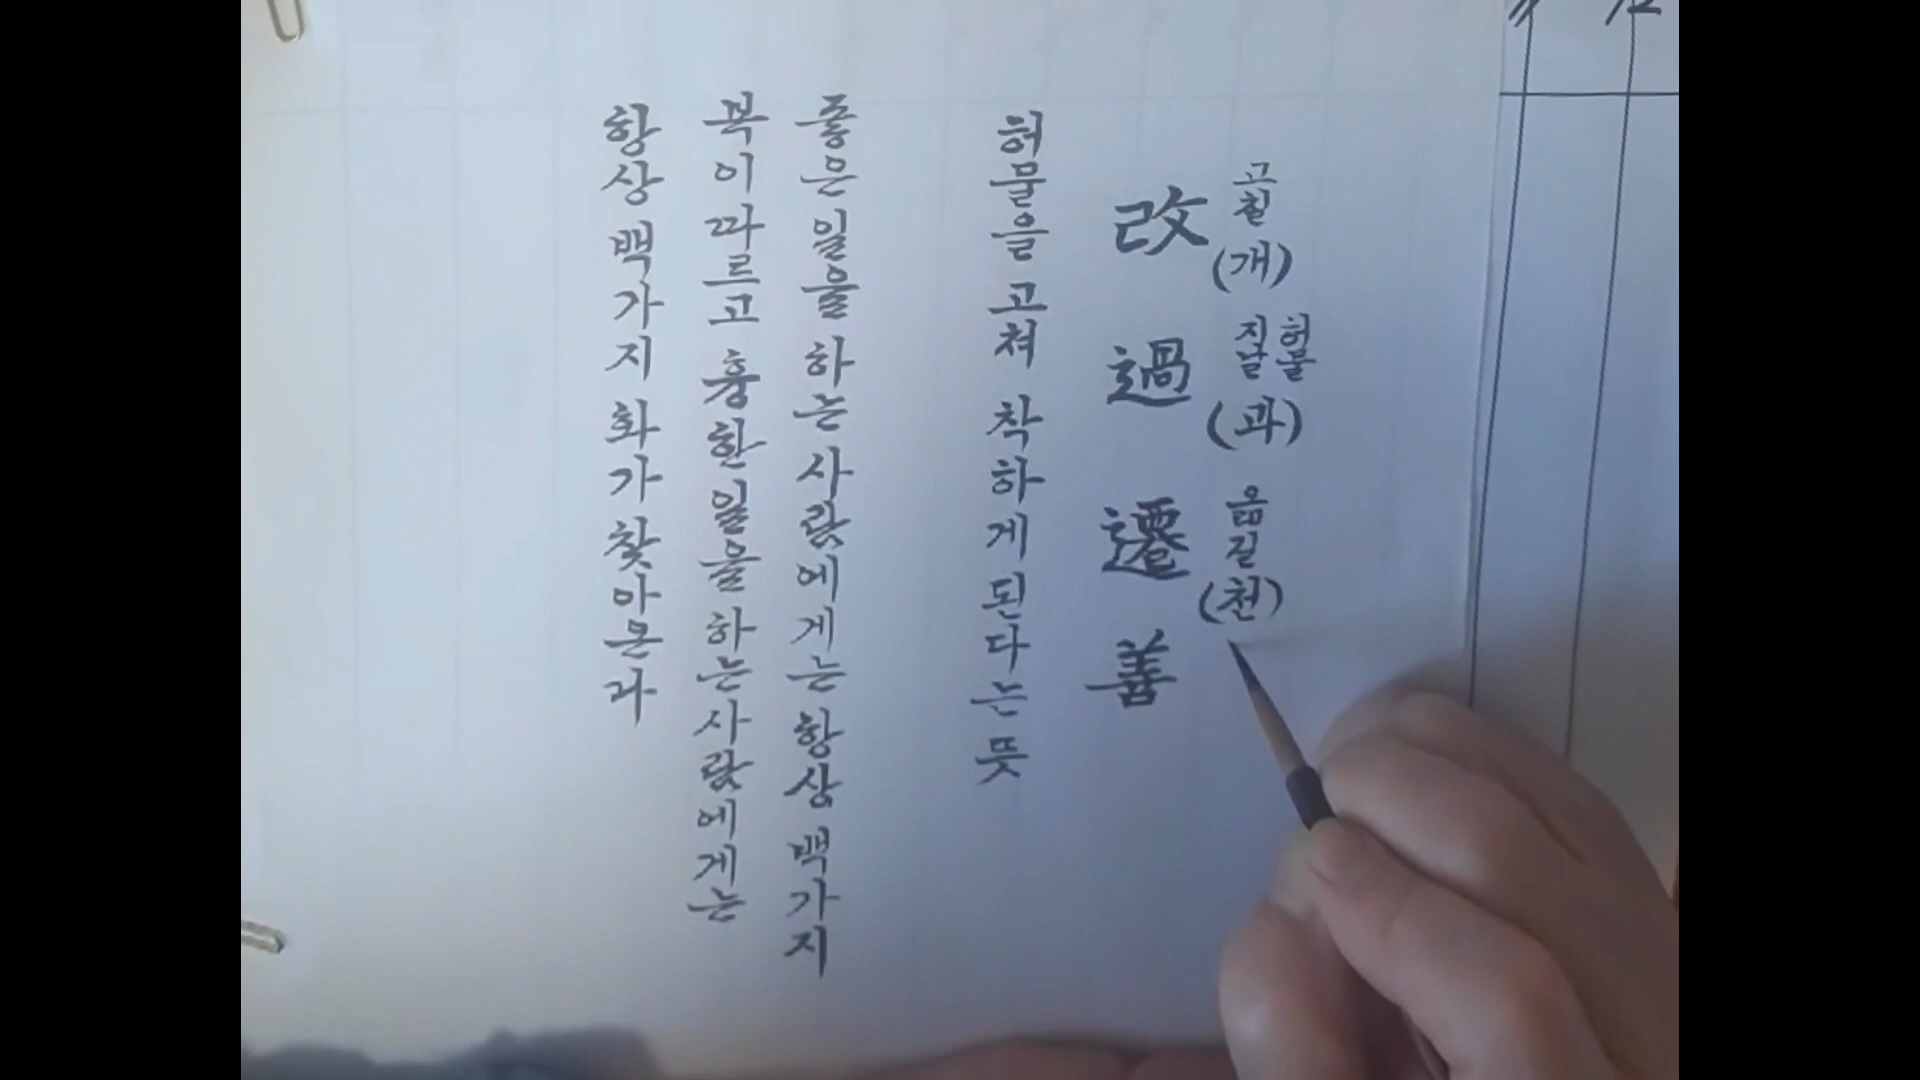 고칠(개) 허물지날(과) 옮길(천)
改過遷善
허물을 고쳐 착하게 된다는 뜻
좋은 일을 하는 사람에게는 항상 백가지
복이 따르고 흉한 일을 하는 사람에게는
항상 백가지 화가 찾아온다